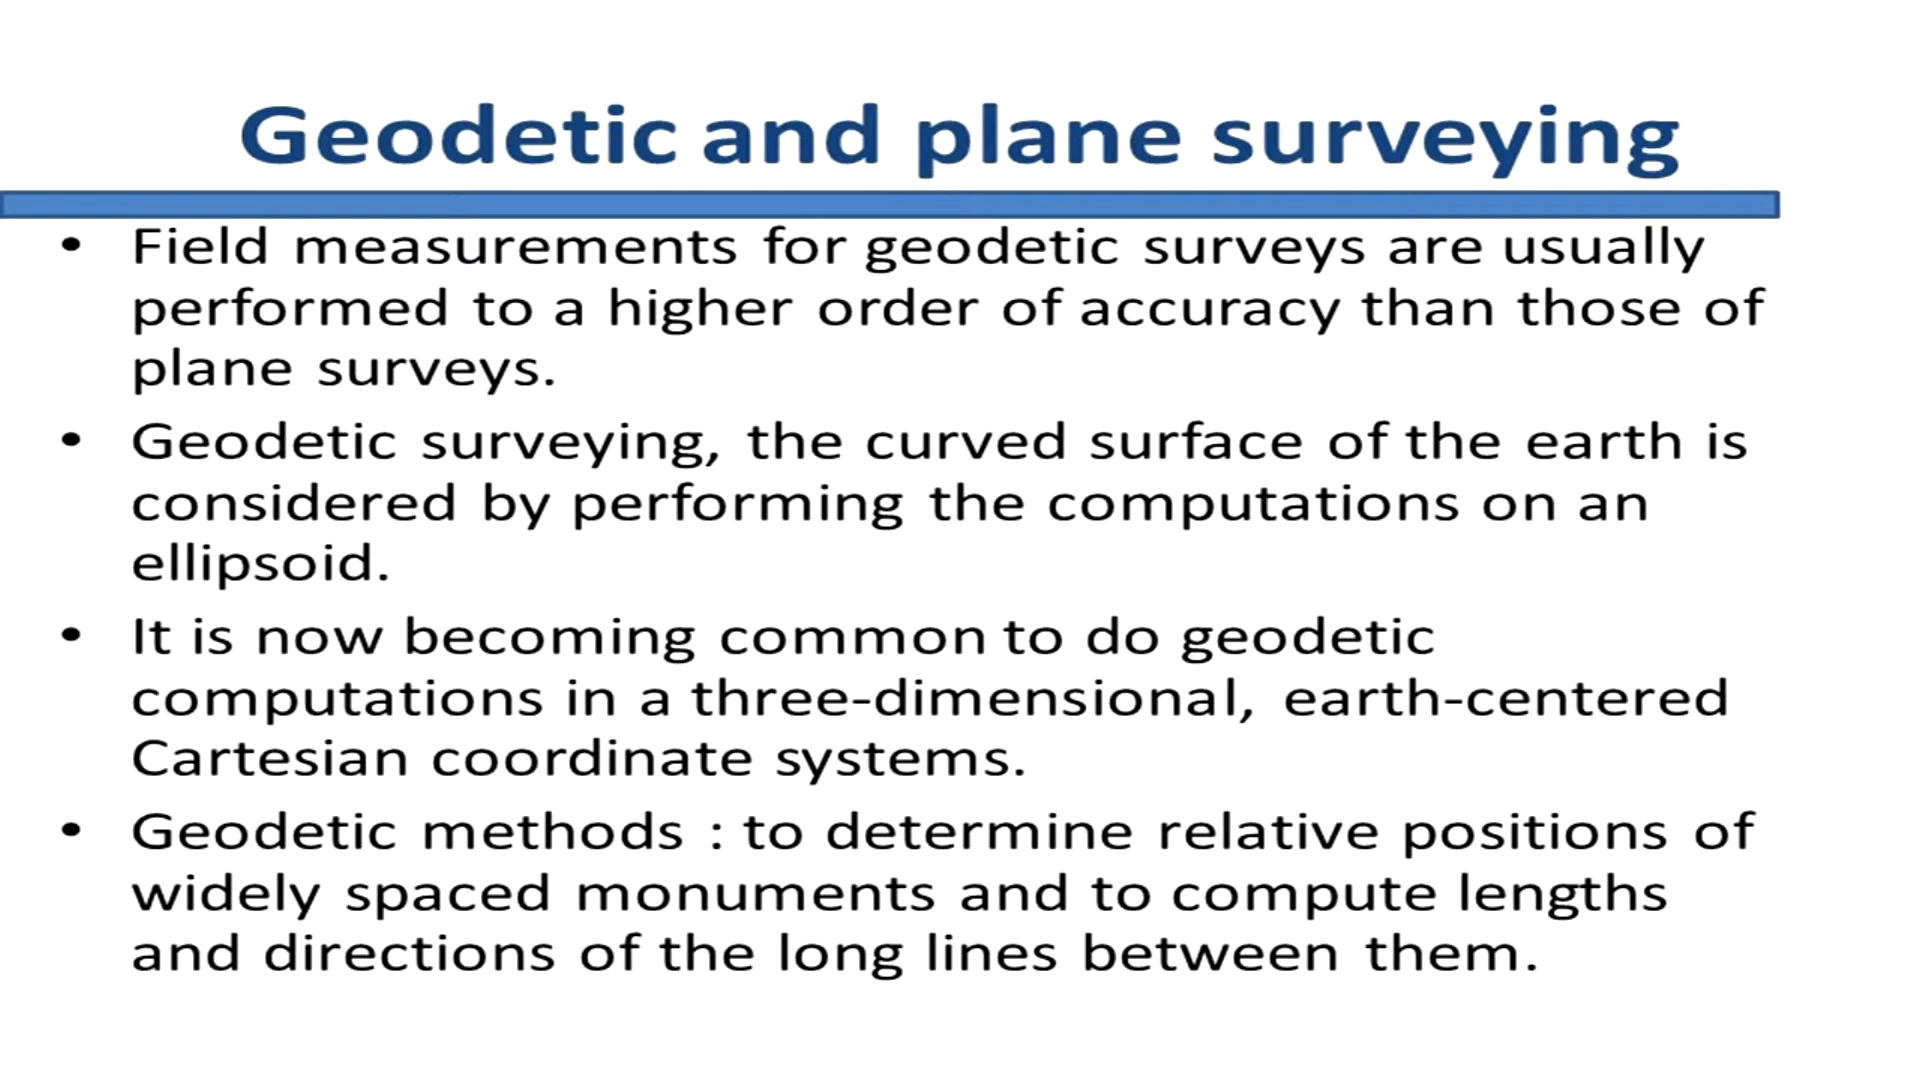 Geodetic and plane surveying
• Field measurements for geodetic surveys are usually
performed to a higher order of accuracy than those of
plane surveys.
• Geodetic surveying, the curved surface of the earth is
considered by performing the computations on an
ellipsoid.
• It is now becoming common to do geodetic
computations in a three-dimensional, earth-centered
Cartesian coordinate systems.
• Geodetic methods : to determine relative positions of
widely spaced monuments and to compute lengths
and directions of the long lines between them.